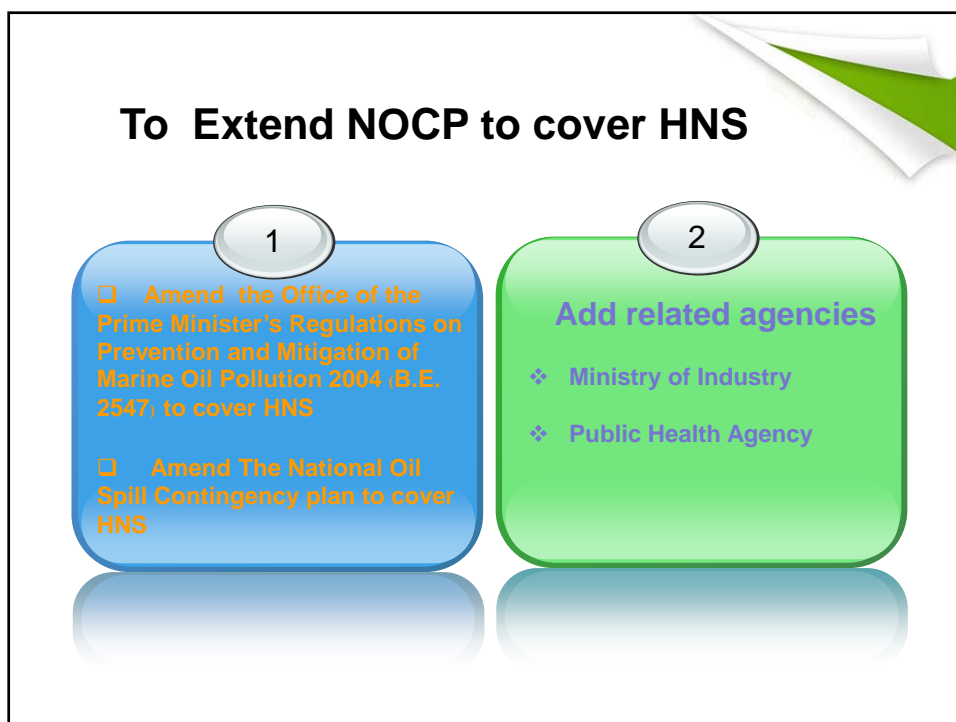 To Extend NOCP to cover HNS
1
❑ Amend the Office of the
Prime Minister's Regulations on
Prevention and Mitigation of
Marine Oil Pollution 2004 (B.E.
2547) to cover HNS
❑ Amend The National Oil
Spill Contingency plan to cover
HNS
2
Add related agencies
❖ Ministry of Industry
❖ Public Health Agency